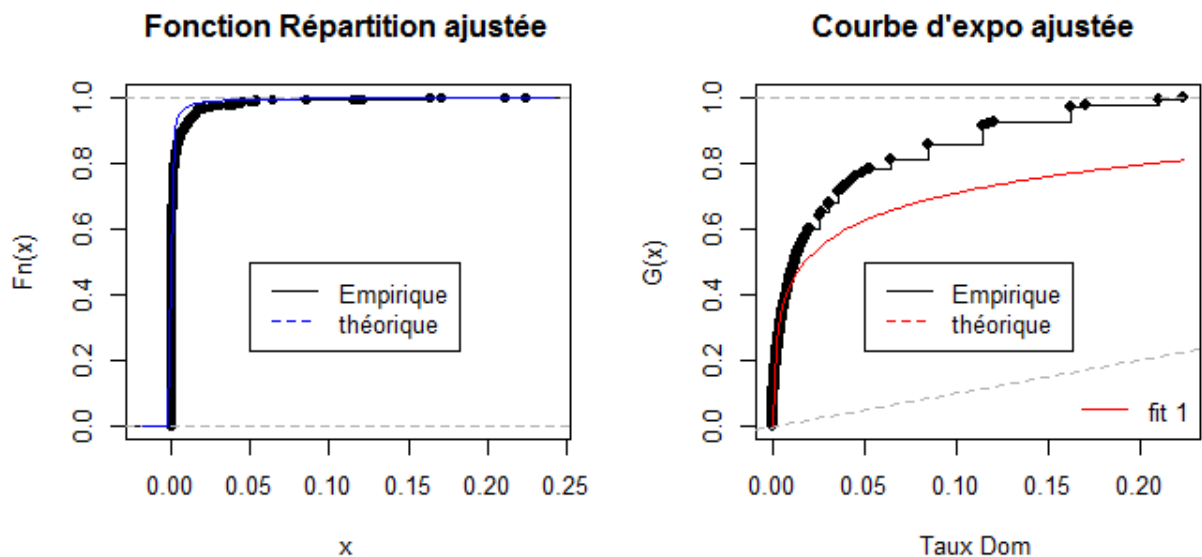 Fonction Répartition ajustée
Fn(x)
1.0
0.8
0.6
0.4
0.2
0.0
Empirique
théorique
0.00 0.05 0.10 0.15 0.20 0.25
x
Courbe d'expo ajustée
G(x)
1.0
0.8
0.6
0.4
0.2
0.0
Empirique
théorique
fit 1
0.00 0.05 0.10 0.15 0.20
Taux Dom